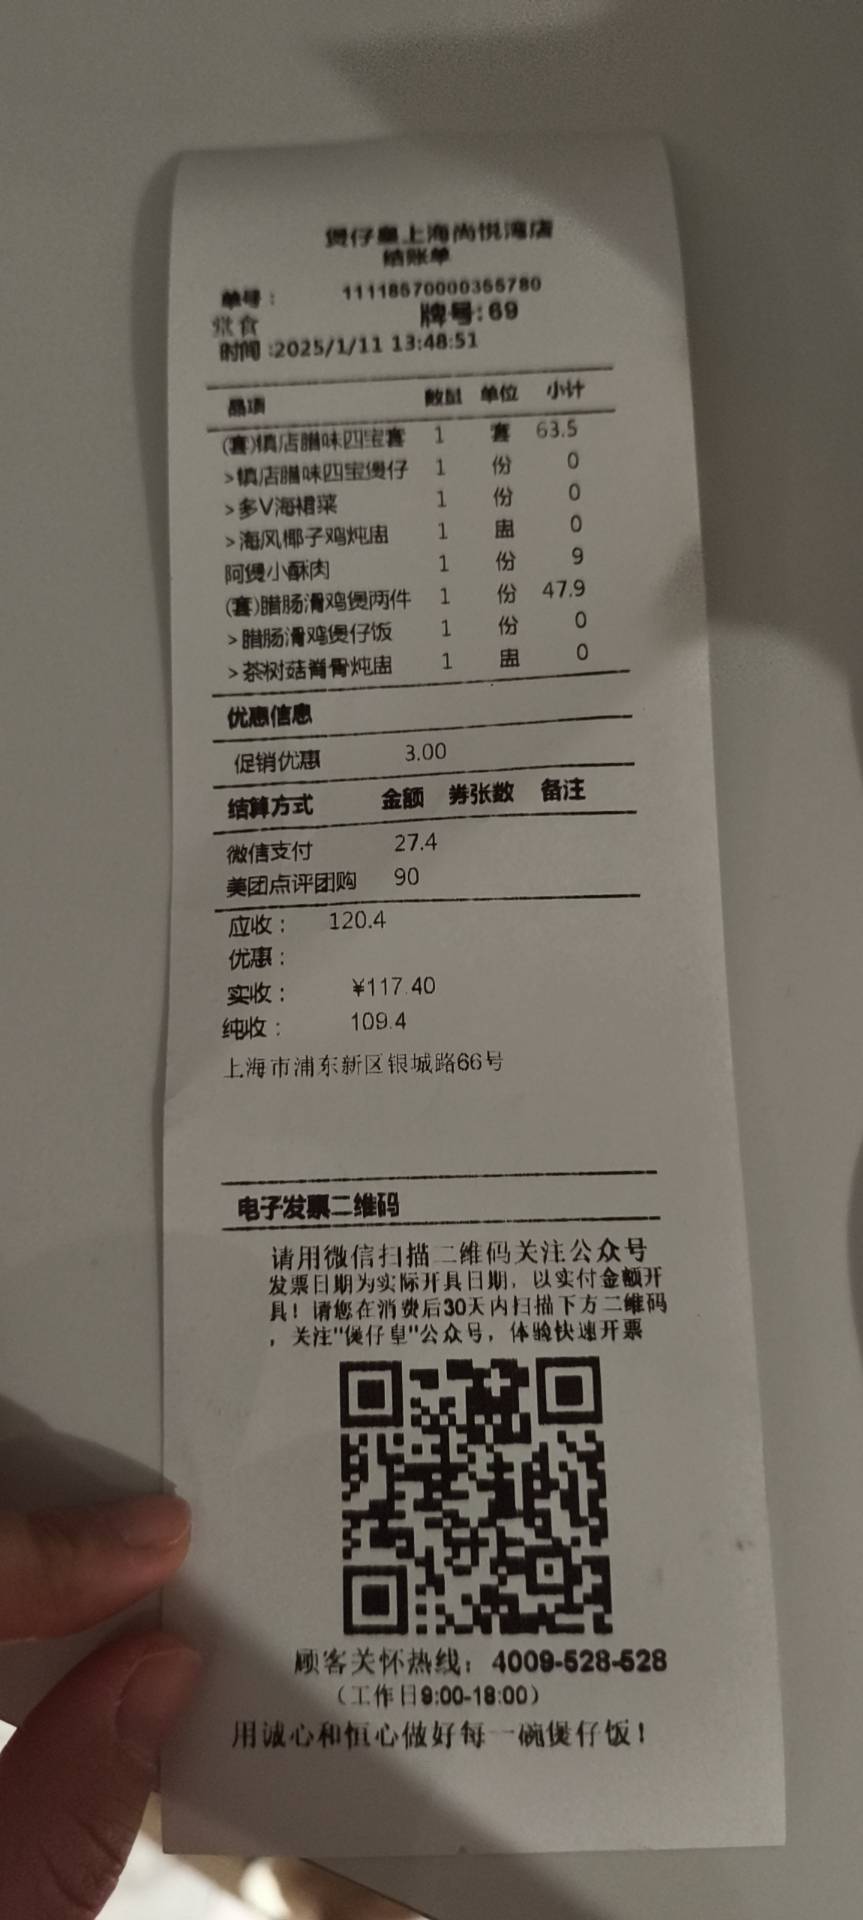 煲仔皇上海尚悦湾店
结账单
单号： 11118570000355780
堂食 牌号:69
时间:2025/1/11 13:48:51
品项 数量 单位 小计
(套)镇店腊味四宝套 1 套 63.5
>镇店腊味四宝煲仔 1 份 0
>多V海裙菜 1 份 0
>海风椰子鸡炖盅 1 盅 0
阿煲小酥肉 1 份 9
(套)腊肠滑鸡煲两件 1 份 47.9
>腊肠滑鸡煲仔饭 1 份 0
>茶树菇脊骨炖盅 1 盅 0
优惠信息
促销优惠 3.00
结算方式 金额 券张数 备注
微信支付 27.4
美团点评团购 90
应收： 120.4
优惠：
实收： ¥117.40
纯收： 109.4
上海市浦东新区银城路66号
电子发票二维码
请用微信扫描二维码关注公众号
发票日期为实际开具日期，以实付金额开
具！请您在消费后30天内扫描下方二维码
，关注"煲仔皇"公众号，体验快速开票
顾客关怀热线：4009-528-528
（工作日9:00-18:00）
用诚心和恒心做好每一碗煲仔饭！